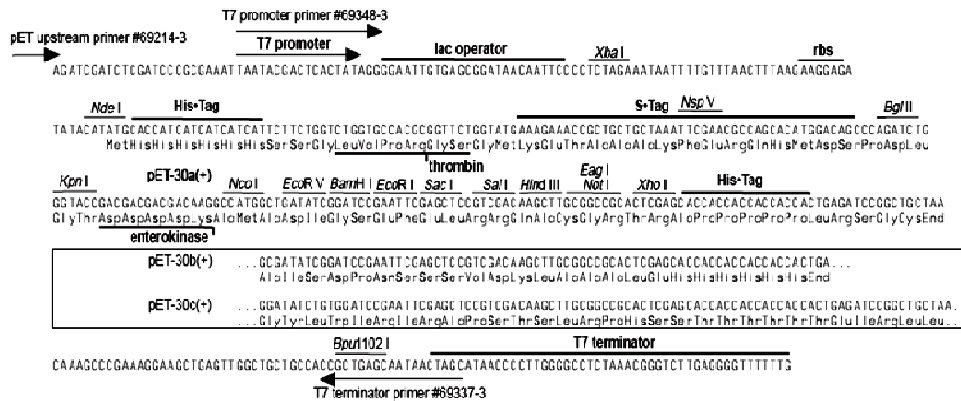 T7 promoter primer #69348-3
pET upstream primer #69214-3
T7 promoter lac operator XbaI rbs
AGATCGATCTCGATCCCGCGAAATTAATACGACTCACTATAGGGGAATTGTGAGCGGATAACAATTCCCCTCTAGAAATAATTTTGTTTAACTTTAAGAAGGAGA
NdeI His•Tag S•Tag NspV BglII
TATACATATGCACCATCATCATCATCATTCTTCTGGTCTGGTGCCACGCGGTTCTGGTATGAAAGAAACCGCTGCTGCTAAATTCGAACGCCAGCACATGGACAGCCCAGATCTG
MetHisHisHisHisHisHisSerSerGlyLeuValProArgGlySerGlyMetLysGluThrAlaAlaAlaLysPheGluArgGlnHisMetAspSerProAspLeu
thrombin
KpnI pET-30a(+) NcoI EcoRV BamHI EcoRI SacI SalI HindIII EagI NotI XhoI His•Tag
GGTACCGACGACGACGACAAGGCCATGGCTGATATCGGATCCGAATTCGAGCTCCGTCGACAAGCTTGCGGCCGCACTCGAGCACCACCACCACCACCACTGAGATCCGGCTGCTAA
GlyThrAspAspAspAspLysAlaMetAlaAspIleGlySerGluPheGluLeuArgArgGlnAlaCysGlyArgThrArgAlaProProProProProLeuArgSerGlyCysEnd
enterokinase
pET-30b(+) ...GCGATATCGGATCCGAATTCGAGCTCCGTCGACAAGCTTGCGGCCGCACTCGAGCACCACCACCACCACCACTGA...
AlaIleSerAspProAsnSerSerSerValAspLysLeuAlaAlaAlaLeuGluHisHisHisHisHisHisEnd
pET-30c(+) ...GGATATCTGTGGATCCGAATTCGAGCTCCGTCGACAAGCTTGCGGCCGCACTCGAGCACCACCACCACCACCACTGAGATCCGGCTGCTAA...
GlyTyrLeuTrpIleArgIleArgAlaProSerThrSerLeuArgProHisSerSerThrThrThrThrThrThrGluIleArgLeuLeu...
Bpu1102I T7 terminator
CAAAGCCCGAAAGGAAGCTGAGTTGGCTGCTGCCACCGCTGAGCAATAACTAGCATAACCCCTTGGGGCCTCTAAACGGGTCTTGAGGGGTTTTTTG
T7 terminator primer #69337-3